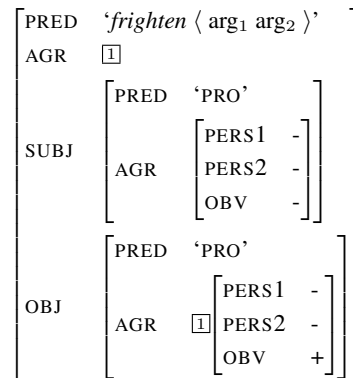 PRED ‘frighten ⟨ arg₁ arg₂ ⟩’
AGR 1
SUBJ
PRED ‘PRO’
AGR
PERS1 -
PERS2 -
OBV -
OBJ
PRED ‘PRO’
AGR 1
PERS1 -
PERS2 -
OBV +